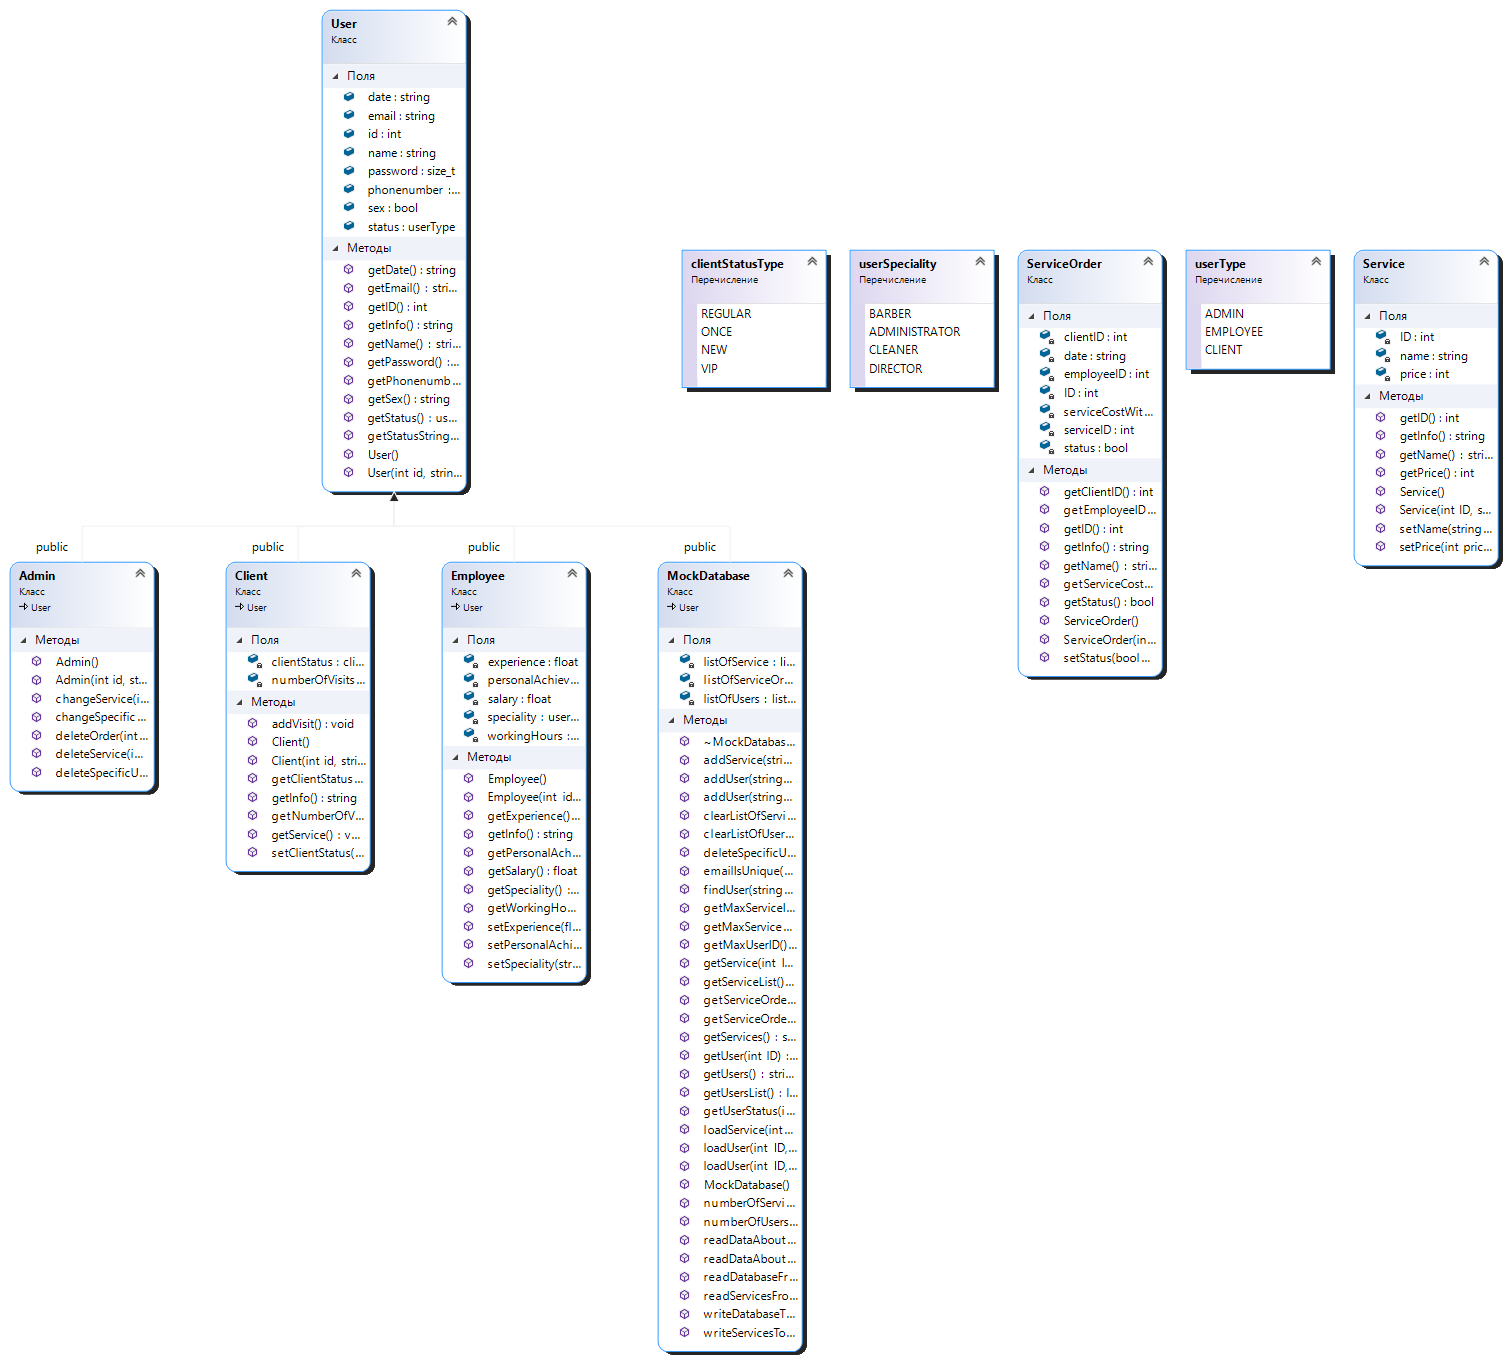 User
Класс
Поля
date : string
email : string
id : int
name : string
password : size_t
phonenumber :...
sex : bool
status : userType
Методы
getDate() : string
getEmail() : stri...
getID() : int
getInfo() : string
getName() : stri...
getPassword() :...
getPhonenumb...
getSex() : string
getStatus() : us...
getStatusString...
User()
User(int id, strin...
clientStatusType
Перечисление
REGULAR
ONCE
NEW
VIP
userSpeciality
Перечисление
BARBER
ADMINISTRATOR
CLEANER
DIRECTOR
ServiceOrder
Класс
Поля
clientID : int
date : string
employeeID : int
ID : int
serviceCostWit...
serviceID : int
status : bool
Методы
getClientID() : int
getEmployeeID...
getID() : int
getInfo() : string
getName() : stri...
getServiceCost...
getStatus() : bool
ServiceOrder()
ServiceOrder(in...
setStatus(bool ...
userType
Перечисление
ADMIN
EMPLOYEE
CLIENT
Service
Класс
Поля
ID : int
name : string
price : int
Методы
getID() : int
getInfo() : string
getName() : stri...
getPrice() : int
Service()
Service(int ID, s...
setName(string...
setPrice(int pric...
public
Admin
Класс
User
Методы
Admin()
Admin(int id, st...
changeService(i...
changeSpecific...
deleteOrder(int...
deleteService(i...
deleteSpecificU...
public
Client
Класс
User
Поля
clientStatus : cli...
numberOfVisits...
Методы
addVisit() : void
Client()
Client(int id, stri...
getClientStatus...
getInfo() : string
getNumberOfV...
getService() : v...
setClientStatus(...
public
Employee
Класс
User
Поля
experience : float
personalAchiev...
salary : float
speciality : user...
workingHours :...
Методы
Employee()
Employee(int id...
getExperience()...
getInfo() : string
getPersonalAch...
getSalary() : float
getSpeciality() :...
getWorkingHo...
setExperience(fl...
setPersonalAchi...
setSpeciality(str...
public
MockDatabase
Класс
User
Поля
listOfService : li...
listOfServiceOr...
listOfUsers : list...
Методы
~MockDatabas...
addService(stri...
addUser(string...
addUser(string...
clearListOfServi...
clearListOfUser...
deleteSpecificU...
emailIsUnique(...
findUser(string...
getMaxServiceI...
getMaxService...
getMaxUserID()...
getService(int I...
getServiceList()...
getServiceOrde...
getServiceOrde...
getServices() : s...
getUser(int ID) :...
getUsers() : stri...
getUsersList() : l...
getUserStatus(i...
loadService(int...
loadUser(int ID,...
loadUser(int ID,...
MockDatabase()
numberOfServi...
numberOfUsers...
readDataAbout...
readDataAbout...
readDatabaseFr...
readServicesFro...
writeDatabaseT...
writeServicesTo...